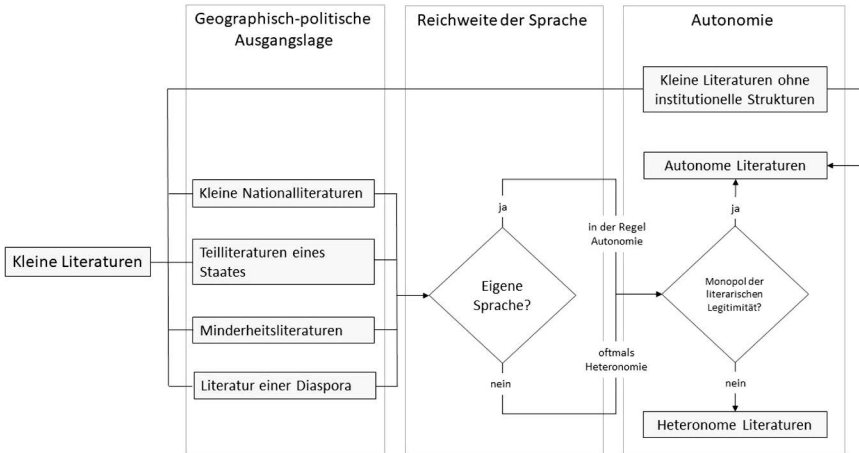 Geographisch-politische
Ausgangslage
Reichweite der Sprache
Autonomie
Kleine Literaturen ohne
institutionelle Strukturen
Autonome Literaturen
Kleine Nationalliteraturen
ja
in der Regel
Autonomie
ja
Kleine Literaturen
Teilliteraturen eines
Staates
Eigene
Sprache?
Monopol der
literarischen
Legitimität?
Minderheitsliteraturen
oftmals
Heteronomie
Literatur einer Diaspora
nein
nein
Heteronome Literaturen